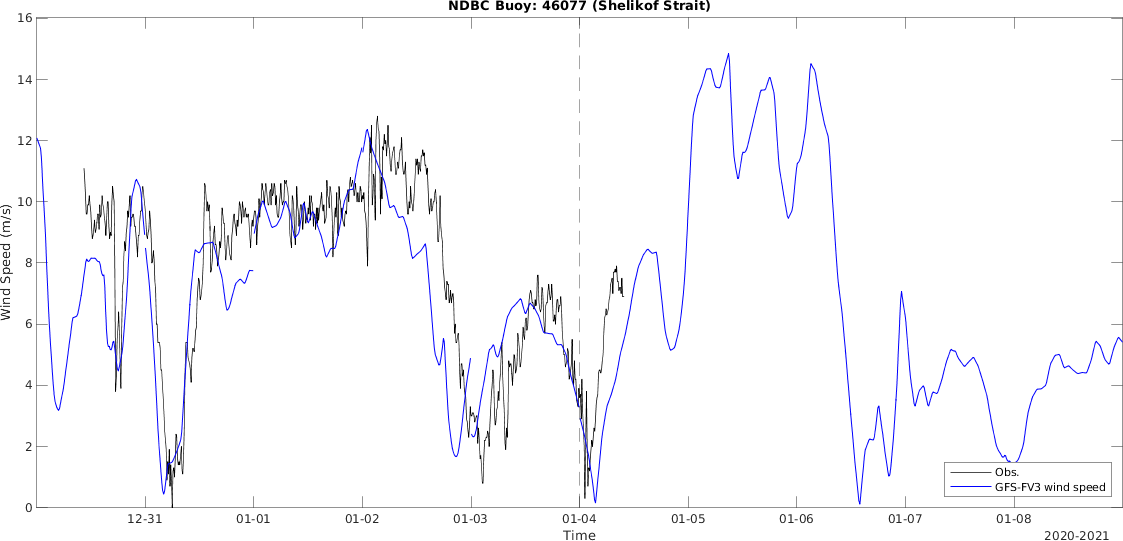 NDBC Buoy: 46077 (Shelikof Strait)
16
14
12
10
8
6
4
2
0
Wind Speed (m/s)
12-31 01-01 01-02 01-03 01-04 01-05 01-06 01-07 01-08
Time
2020-2021
Obs.
GFS-FV3 wind speed